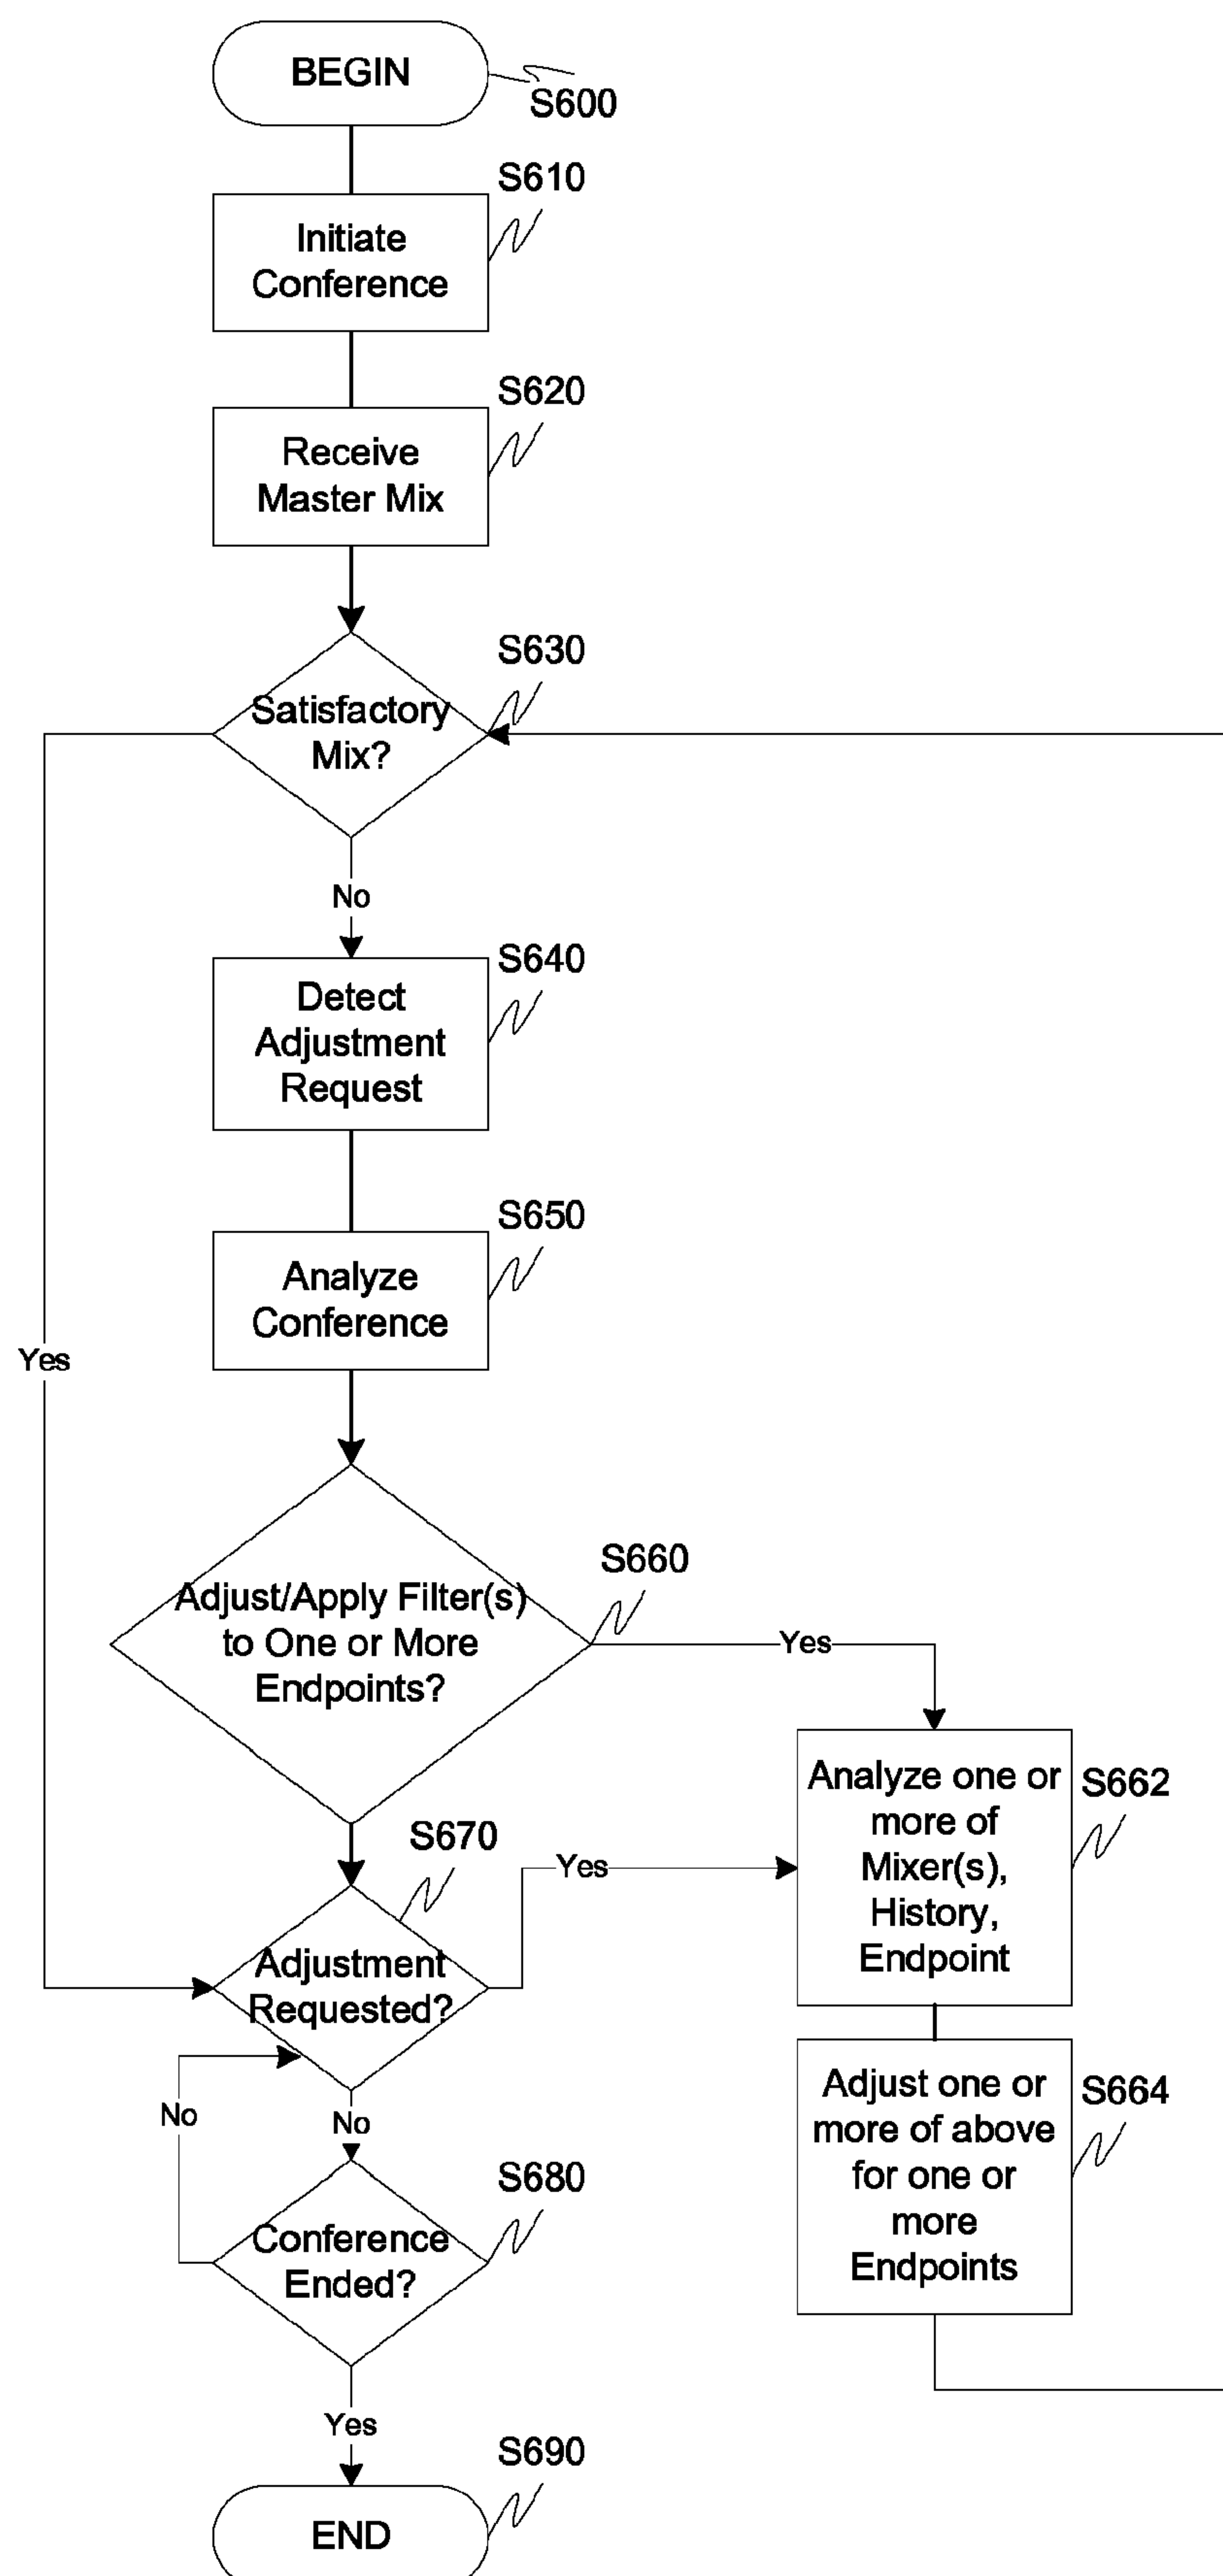 BEGIN
S600
S610
Initiate
Conference
S620
Receive
Master Mix
S630
Satisfactory
Mix?
No
S640
Detect
Adjustment
Request
S650
Analyze
Conference
Yes
S660
Adjust/Apply Filter(s)
to One or More
Endpoints?
Yes
S662
Analyze one or
more of
Mixer(s),
History,
Endpoint
S670
Yes
Adjustment
Requested?
S664
Adjust one or
more of above
for one or
more
Endpoints
No
No
S680
Conference
Ended?
Yes
S690
END